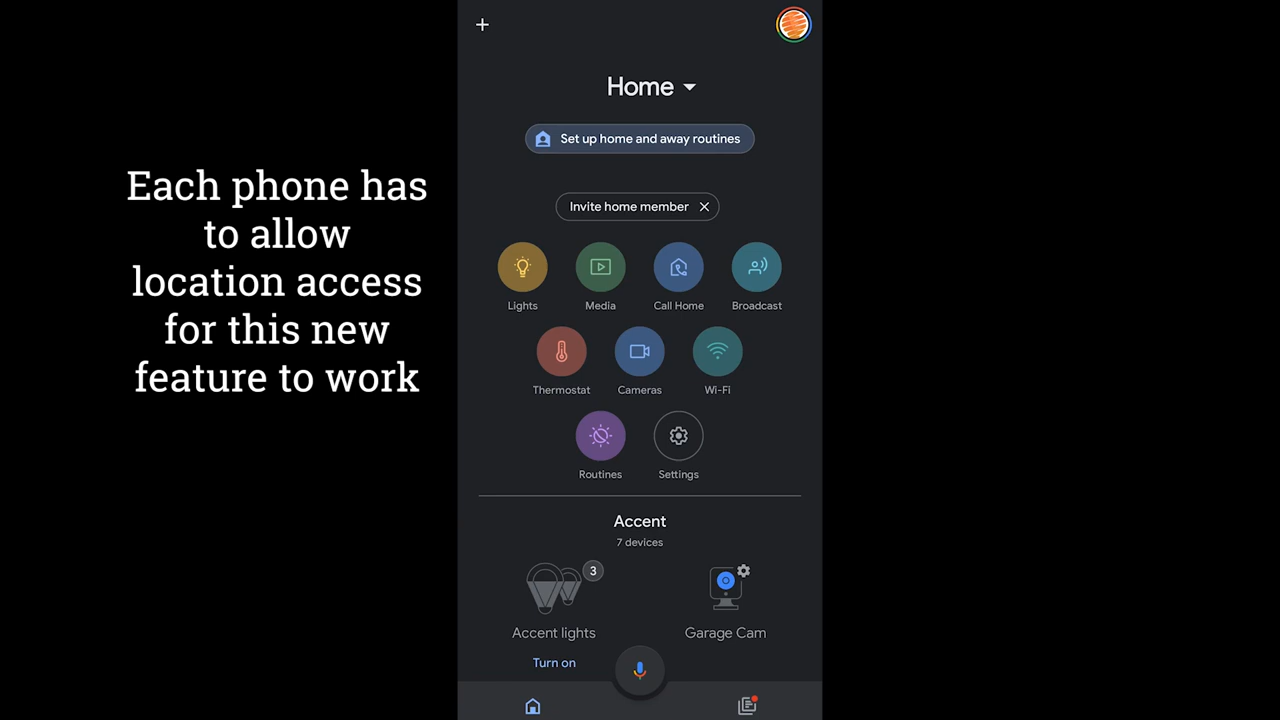 Each phone has
to allow
location access
for this new
feature to work
Home
Set up home and away routines
Invite home member
Lights
Media
Call Home
Broadcast
Thermostat
Cameras
Wi-Fi
Routines
Settings
Accent
7 devices
3
Accent lights
Garage Cam
Turn on